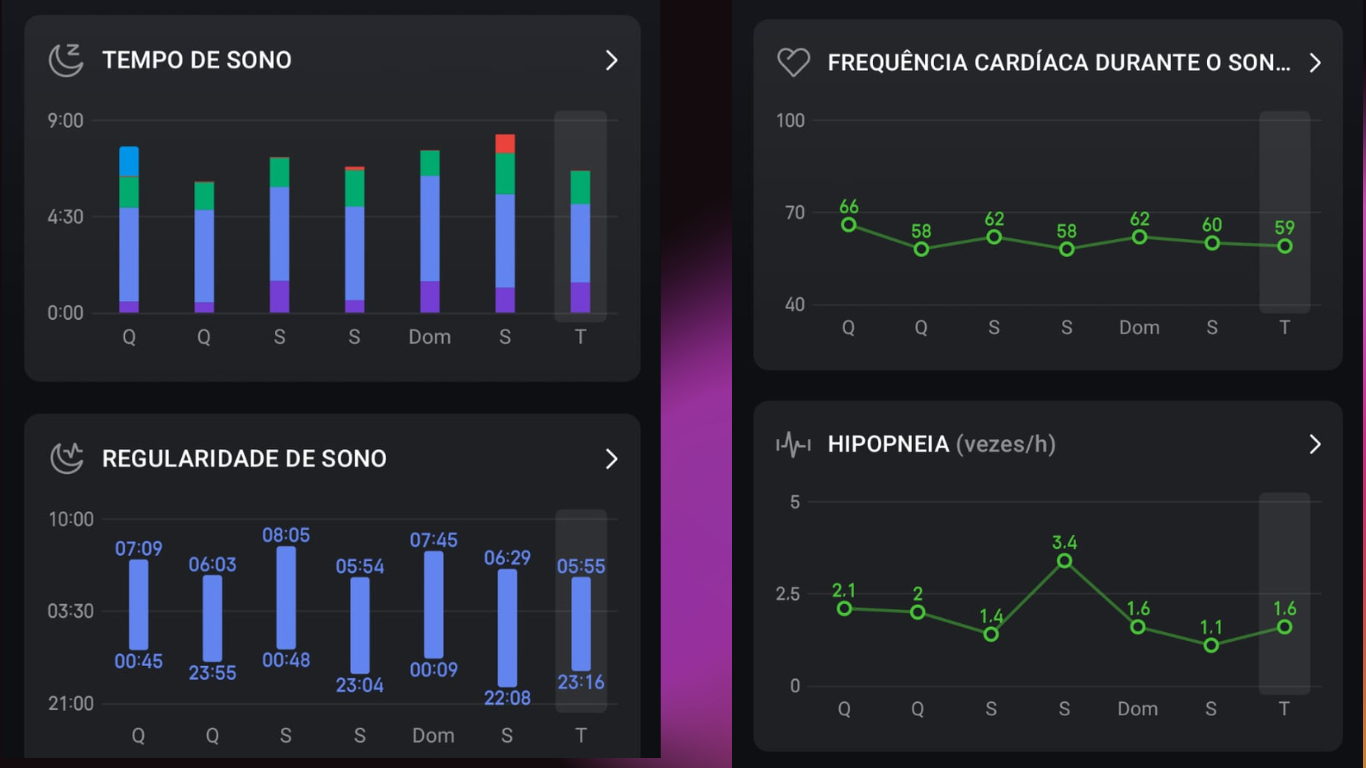 TEMPO DE SONO
9:00
4:30
0:00
Q Q S S Dom S T
REGULARIDADE DE SONO
10:00
03:30
21:00
07:09 06:03 08:05 05:54 07:45 06:29 05:55
00:45 23:55 00:48 23:04 00:09 22:08 23:16
Q Q S S Dom S T
FREQUÊNCIA CARDÍACA DURANTE O SON...
100
70
40
66 58 62 58 62 60 59
Q Q S S Dom S T
HIPOPNEIA (vezes/h)
5
2.5
0
2.1 2 1.4 3.4 1.6 1.1 1.6
Q Q S S Dom S T